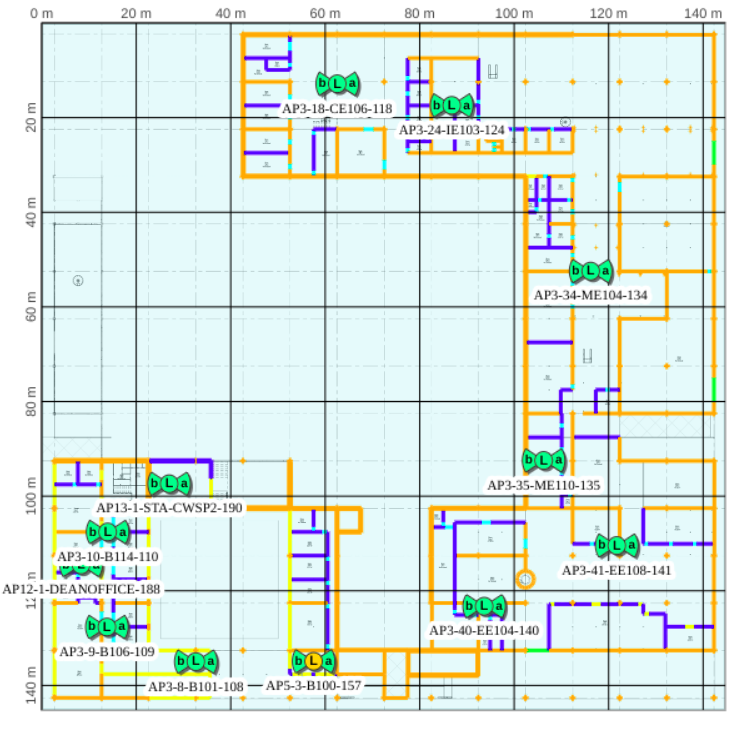 0 m 20 m 40 m 60 m 80 m 100 m 120 m 140 m
b L a
AP3-18-CE106-118
b L a
20 m
AP3-24-IE103-124
40 m
b L a
AP3-34-ME104-134
60 m
80 m
b L a
AP3-35-ME110-135
b L a
100 m
AP13-1-STA-CWSP2-190
b L a
AP3-10-B114-110
b L a
AP3-41-EE108-141
AP12-1-DEANOFFICE-188
b L a
AP3-40-EE104-140
b L a
AP3-9-B106-109
b L a
AP3-8-B101-108
b L a
AP5-3-B100-157
140 m